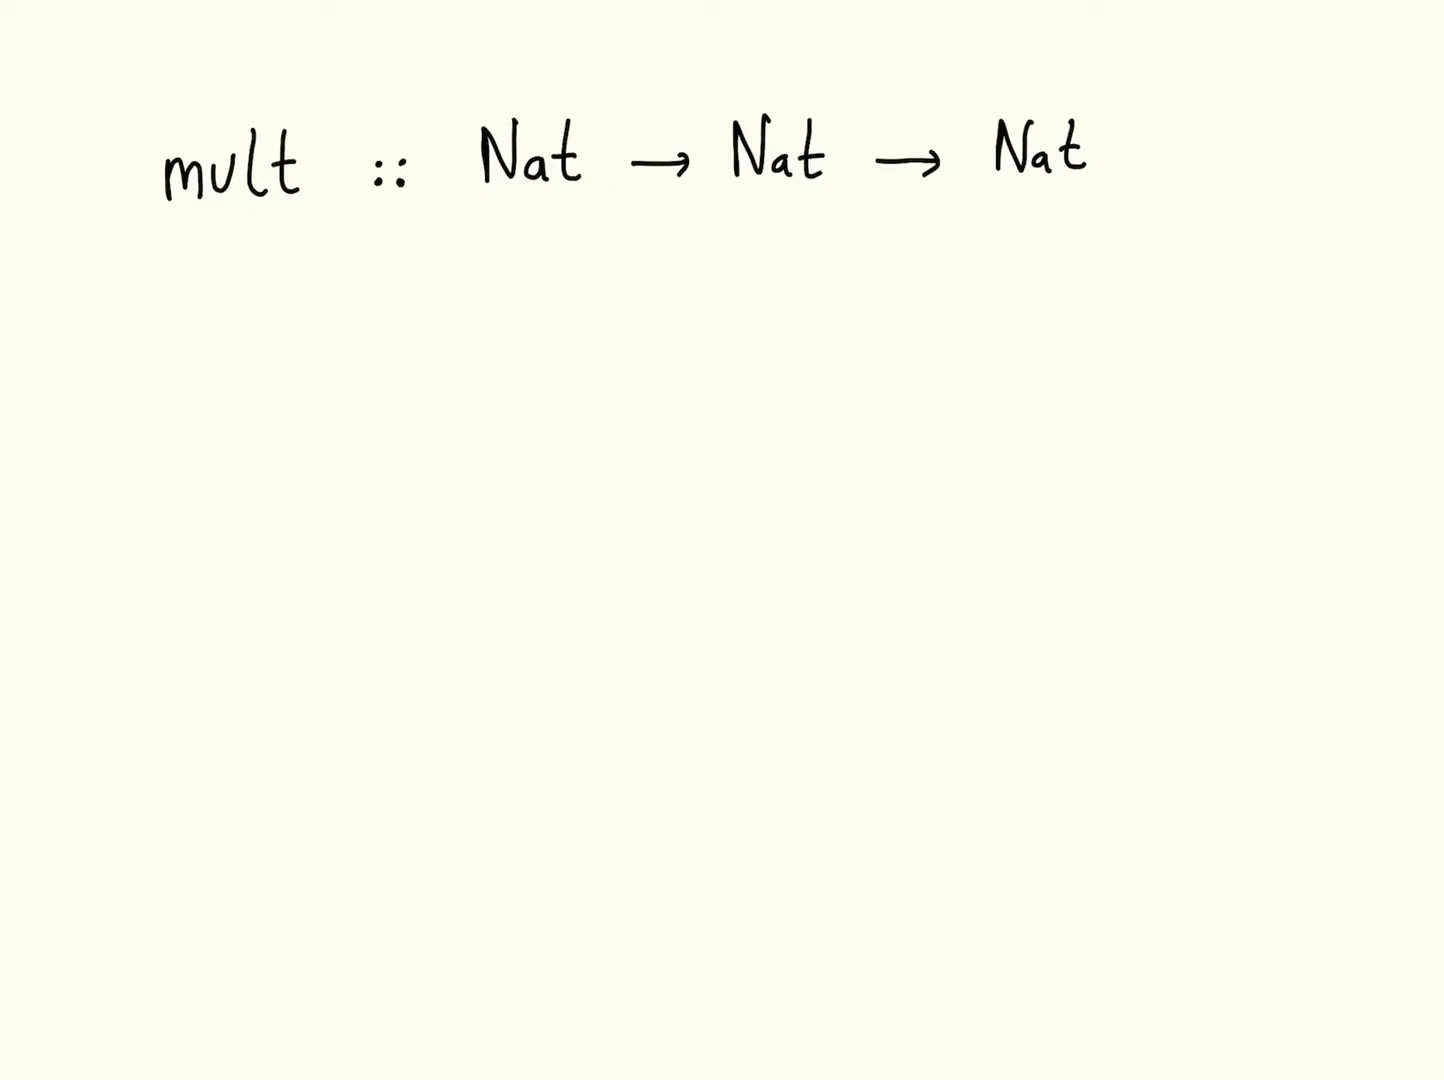 mult :: Nat → Nat → Nat